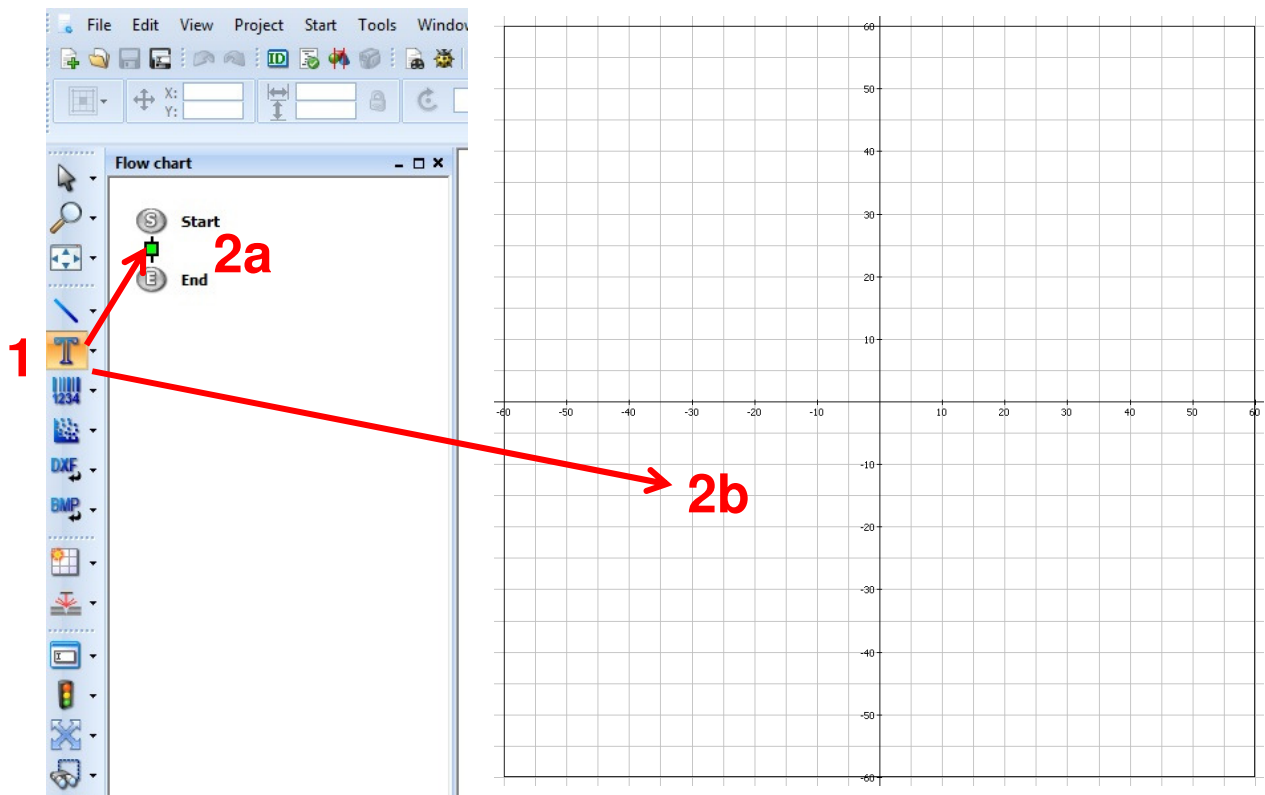 File Edit View Project Start Tools Window
ID
X:
Y:
Flow chart
S Start
2a
E End
1
T
1234
DXF
BMP
I
2b
60
50
40
30
20
10
-60 -50 -40 -30 -20 -10 10 20 30 40 50 60
-10
-20
-30
-40
-50
-60